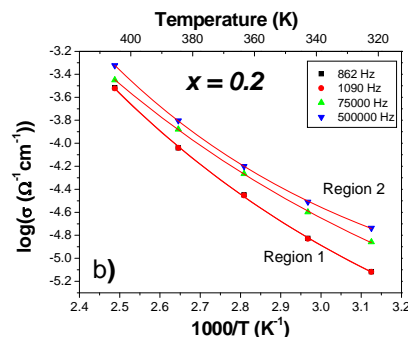 Temperature (K)
400 380 360 340 320
-3.2
-3.4
-3.6
-3.8
-4.0
-4.2
-4.4
-4.6
-4.8
-5.0
-5.2
log(σ (Ω⁻¹cm⁻¹))
x = 0.2
862 Hz
1090 Hz
75000 Hz
500000 Hz
Region 2
Region 1
b)
2.4 2.5 2.6 2.7 2.8 2.9 3.0 3.1 3.2
1000/T (K⁻¹)